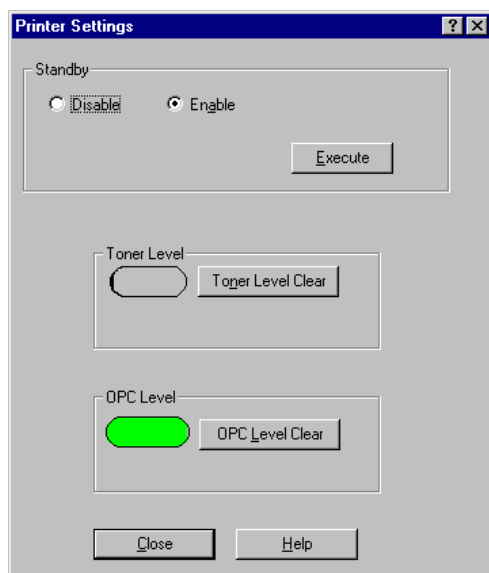 Printer Settings
Standby
Disable Enable
Execute
Toner Level
Toner Level Clear
OPC Level
OPC Level Clear
Close Help